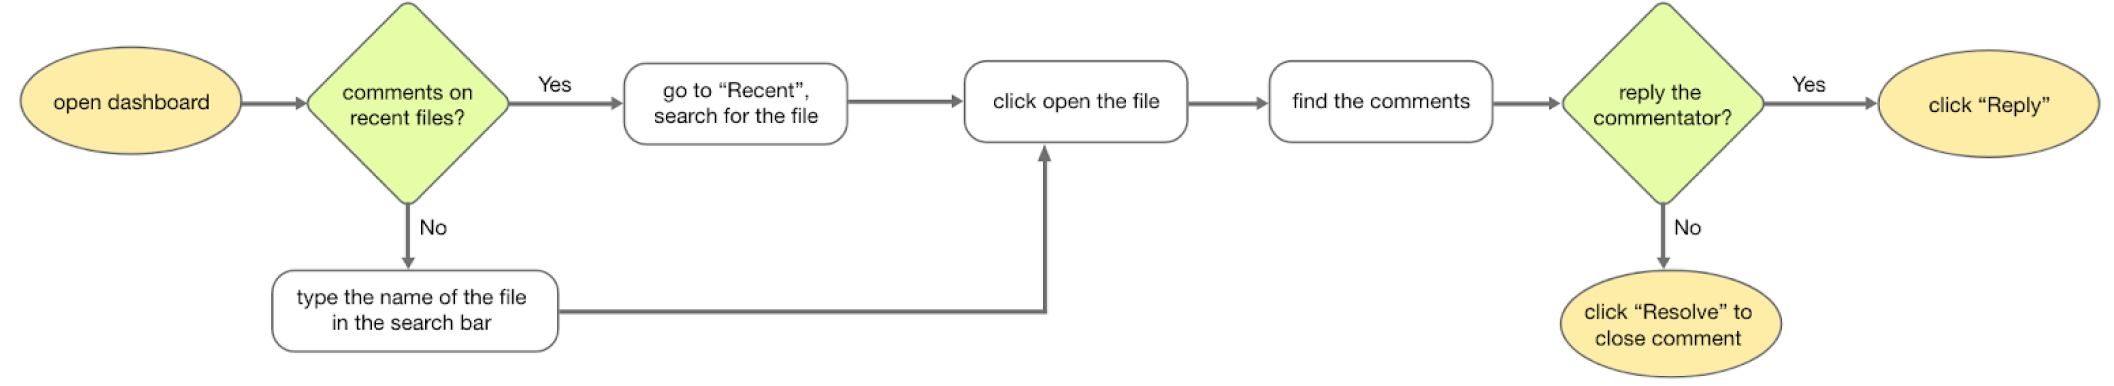 open dashboard
comments on
recent files?
Yes
No
go to “Recent”,
search for the file
type the name of the file
in the search bar
click open the file
find the comments
reply the
commentator?
Yes
No
click “Reply”
click “Resolve” to
close comment